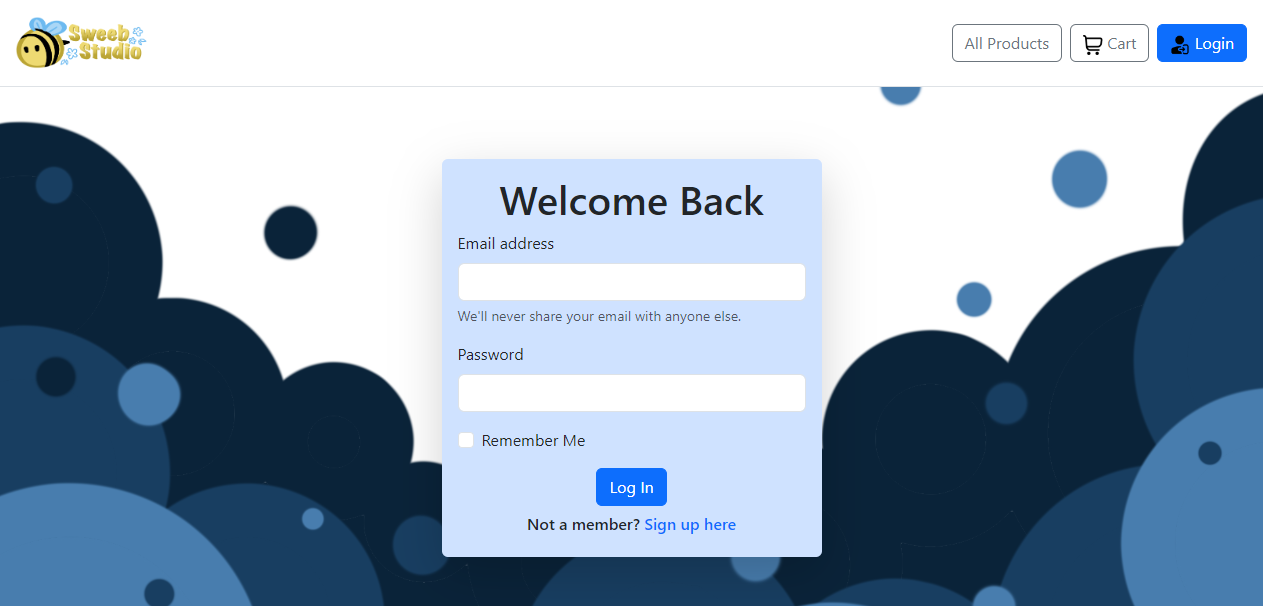 Sweeb
Studio
All Products
Cart
Login
Welcome Back
Email address
We'll never share your email with anyone else.
Password
Remember Me
Log In
Not a member? Sign up here